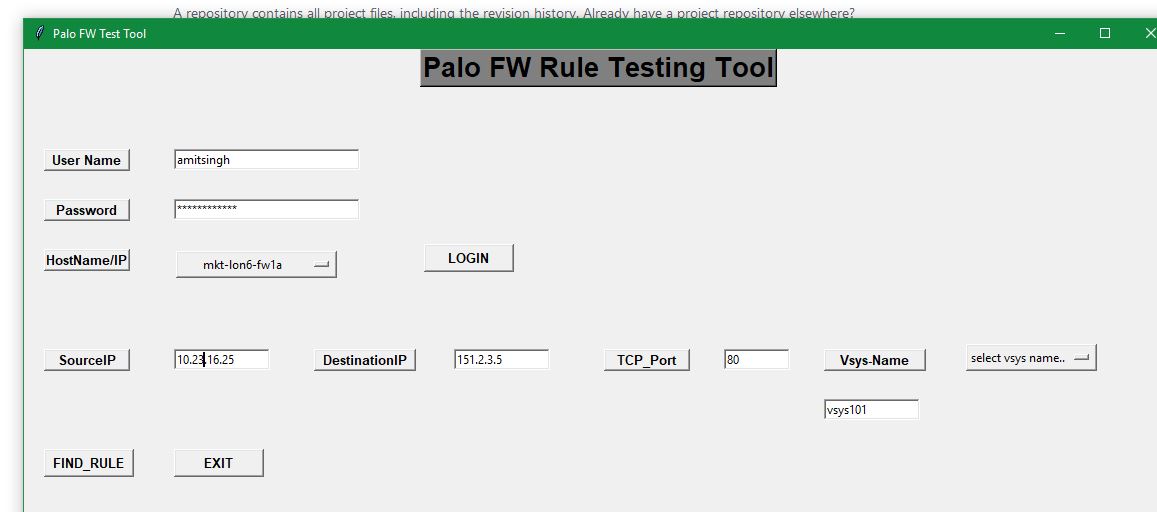 A repository contains all project files, including the revision history. Already have a project repository elsewhere?
Palo FW Test Tool
Palo FW Rule Testing Tool
User Name amitsingh
Password ************
HostName/IP mkt-lon6-fw1a LOGIN
SourceIP 10.23.16.25 DestinationIP 151.2.3.5 TCP_Port 80 Vsys-Name select vsys name..
vsys101
FIND_RULE EXIT